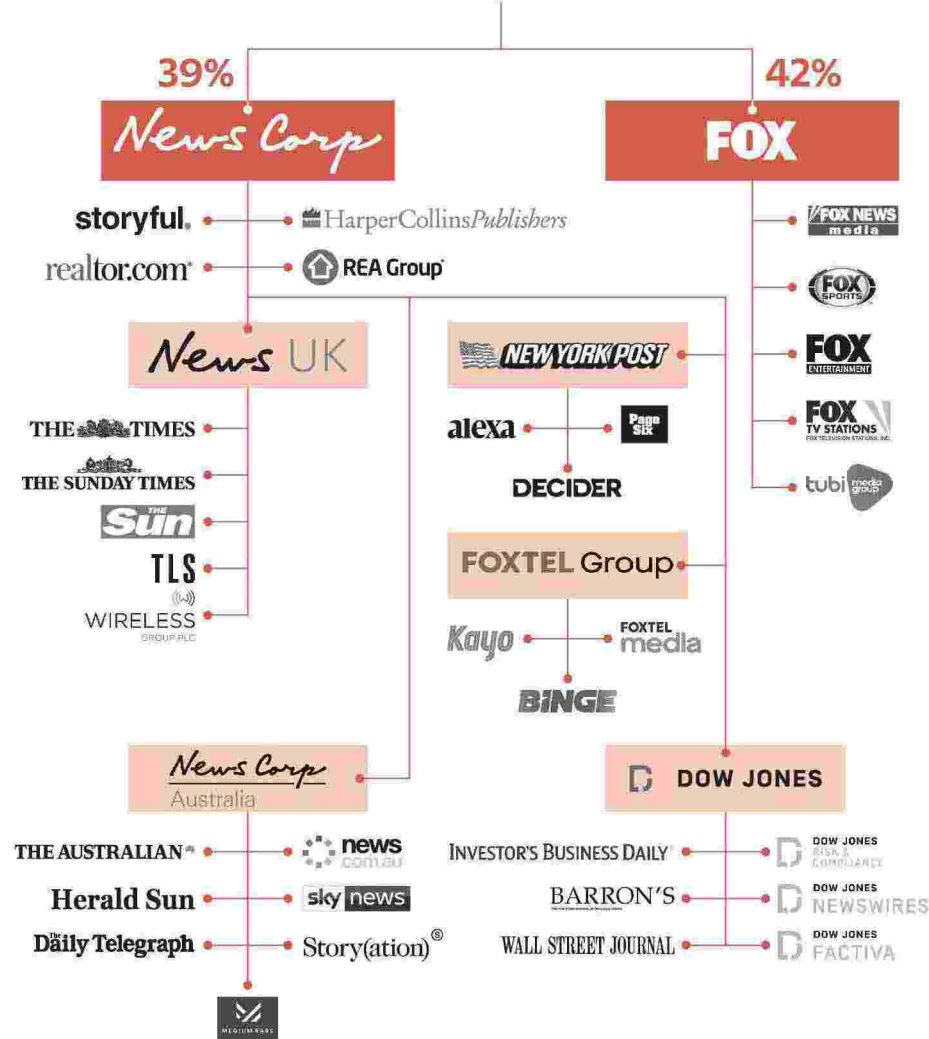 39%
42%
News Corp
FOX
storyful.
HarperCollinsPublishers
realtor.com®
REA Group
FOX NEWS
media
FOX
SPORTS
FOX
ENTERTAINMENT
FOX
TV STATIONS
FOX TELEVISION STATIONS, INC.
tubi media
group
News UK
THE TIMES
THE SUNDAY TIMES
THE
Sun
TLS
WIRELESS
GROUP PLC
NEW YORK POST
alexa
Page
Six
DECIDER
FOXTEL Group
Kayo
FOXTEL
media
BINGE
News Corp
Australia
THE AUSTRALIAN
news
.com.au
Herald Sun
sky news
The
Daily Telegraph
Story(ation)®
MEDIUM RARE
DOW JONES
INVESTOR'S BUSINESS DAILY
DOW JONES
RISK &
COMPLIANCE
BARRON'S
DOW JONES
NEWSWIRES
WALL STREET JOURNAL
DOW JONES
FACTIVA